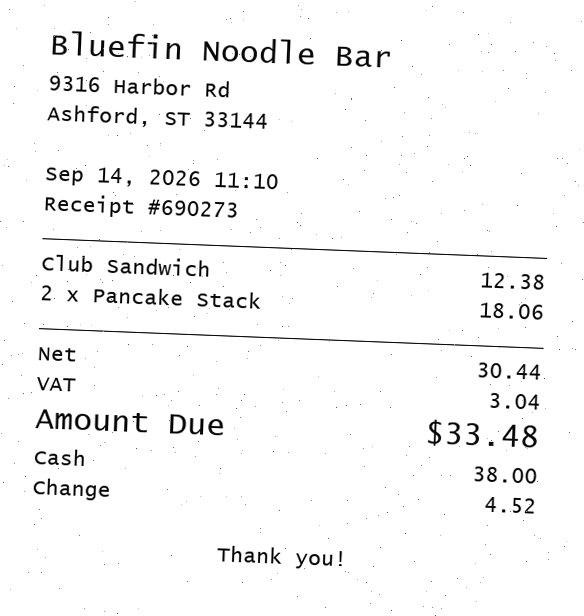 Bluefin Noodle Bar
9316 Harbor Rd
Ashford, ST 33144
Sep 14, 2026 11:10
Receipt #690273
Club Sandwich 12.38
2 x Pancake Stack 18.06
Net 30.44
VAT 3.04
Amount Due $33.48
Cash 38.00
Change 4.52
Thank you!